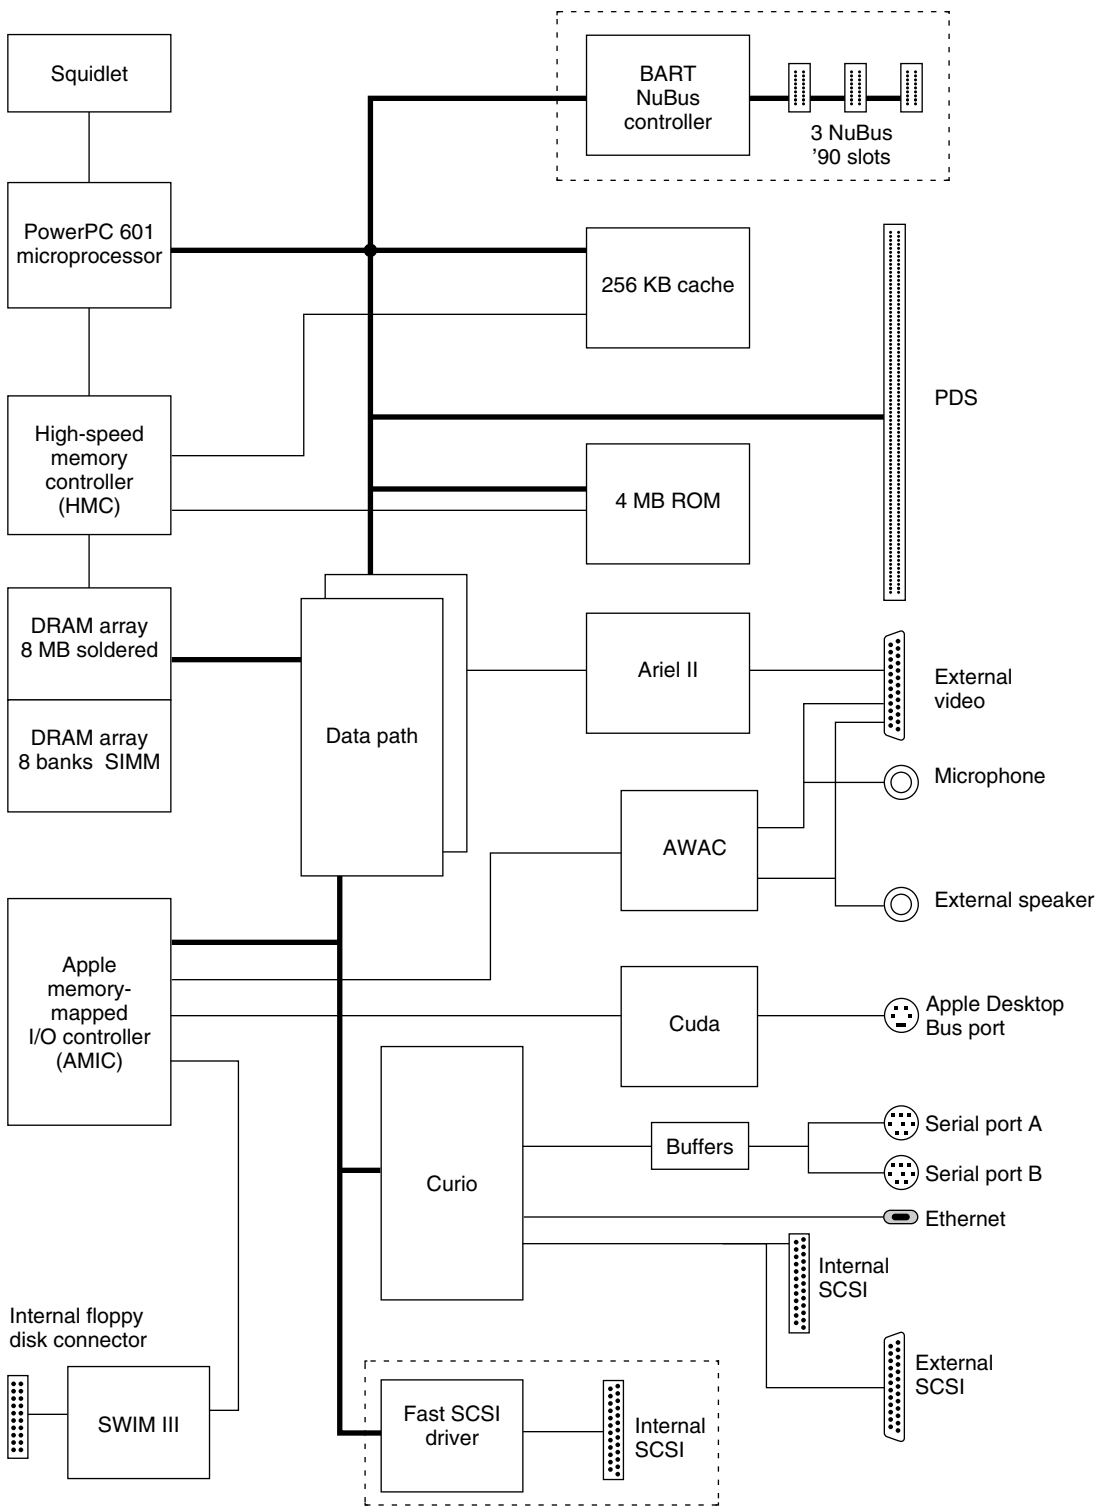 Squidlet
BART
NuBus
controller
3 NuBus
’90 slots
PowerPC 601
microprocessor
256 KB cache
PDS
High-speed
memory
controller
(HMC)
4 MB ROM
DRAM array
8 MB soldered
DRAM array
8 banks  SIMM
Data path
Ariel II
External
video
Microphone
AWAC
External speaker
Apple
memory-
mapped
I/O controller
(AMIC)
Cuda
Apple Desktop
Bus port
Curio
Buffers
Serial port A
Serial port B
Ethernet
Internal
SCSI
External
SCSI
Internal floppy
disk connector
SWIM III
Fast SCSI
driver
Internal
SCSI